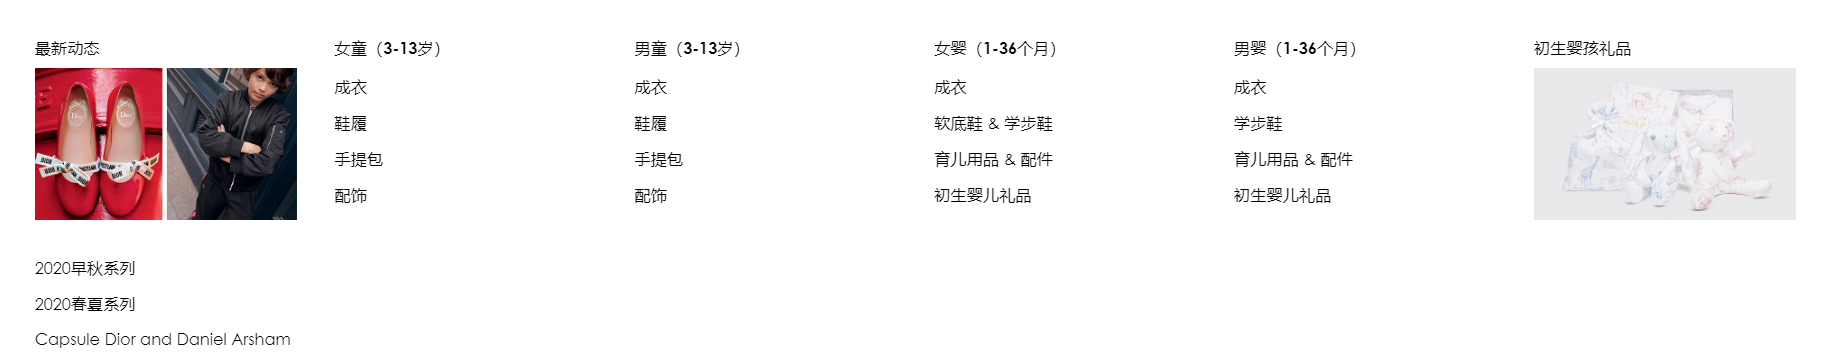 最新动态
女童（3-13岁）
男童（3-13岁）
女婴（1-36个月）
男婴（1-36个月）
初生婴孩礼品
成衣
鞋履
手提包
配饰
成衣
鞋履
手提包
配饰
成衣
软底鞋 & 学步鞋
育儿用品 & 配件
初生婴儿礼品
成衣
学步鞋
育儿用品 & 配件
初生婴儿礼品
Dior
Dior
DIOR
DIOR
2020早秋系列
2020春夏系列
Capsule Dior and Daniel Arsham